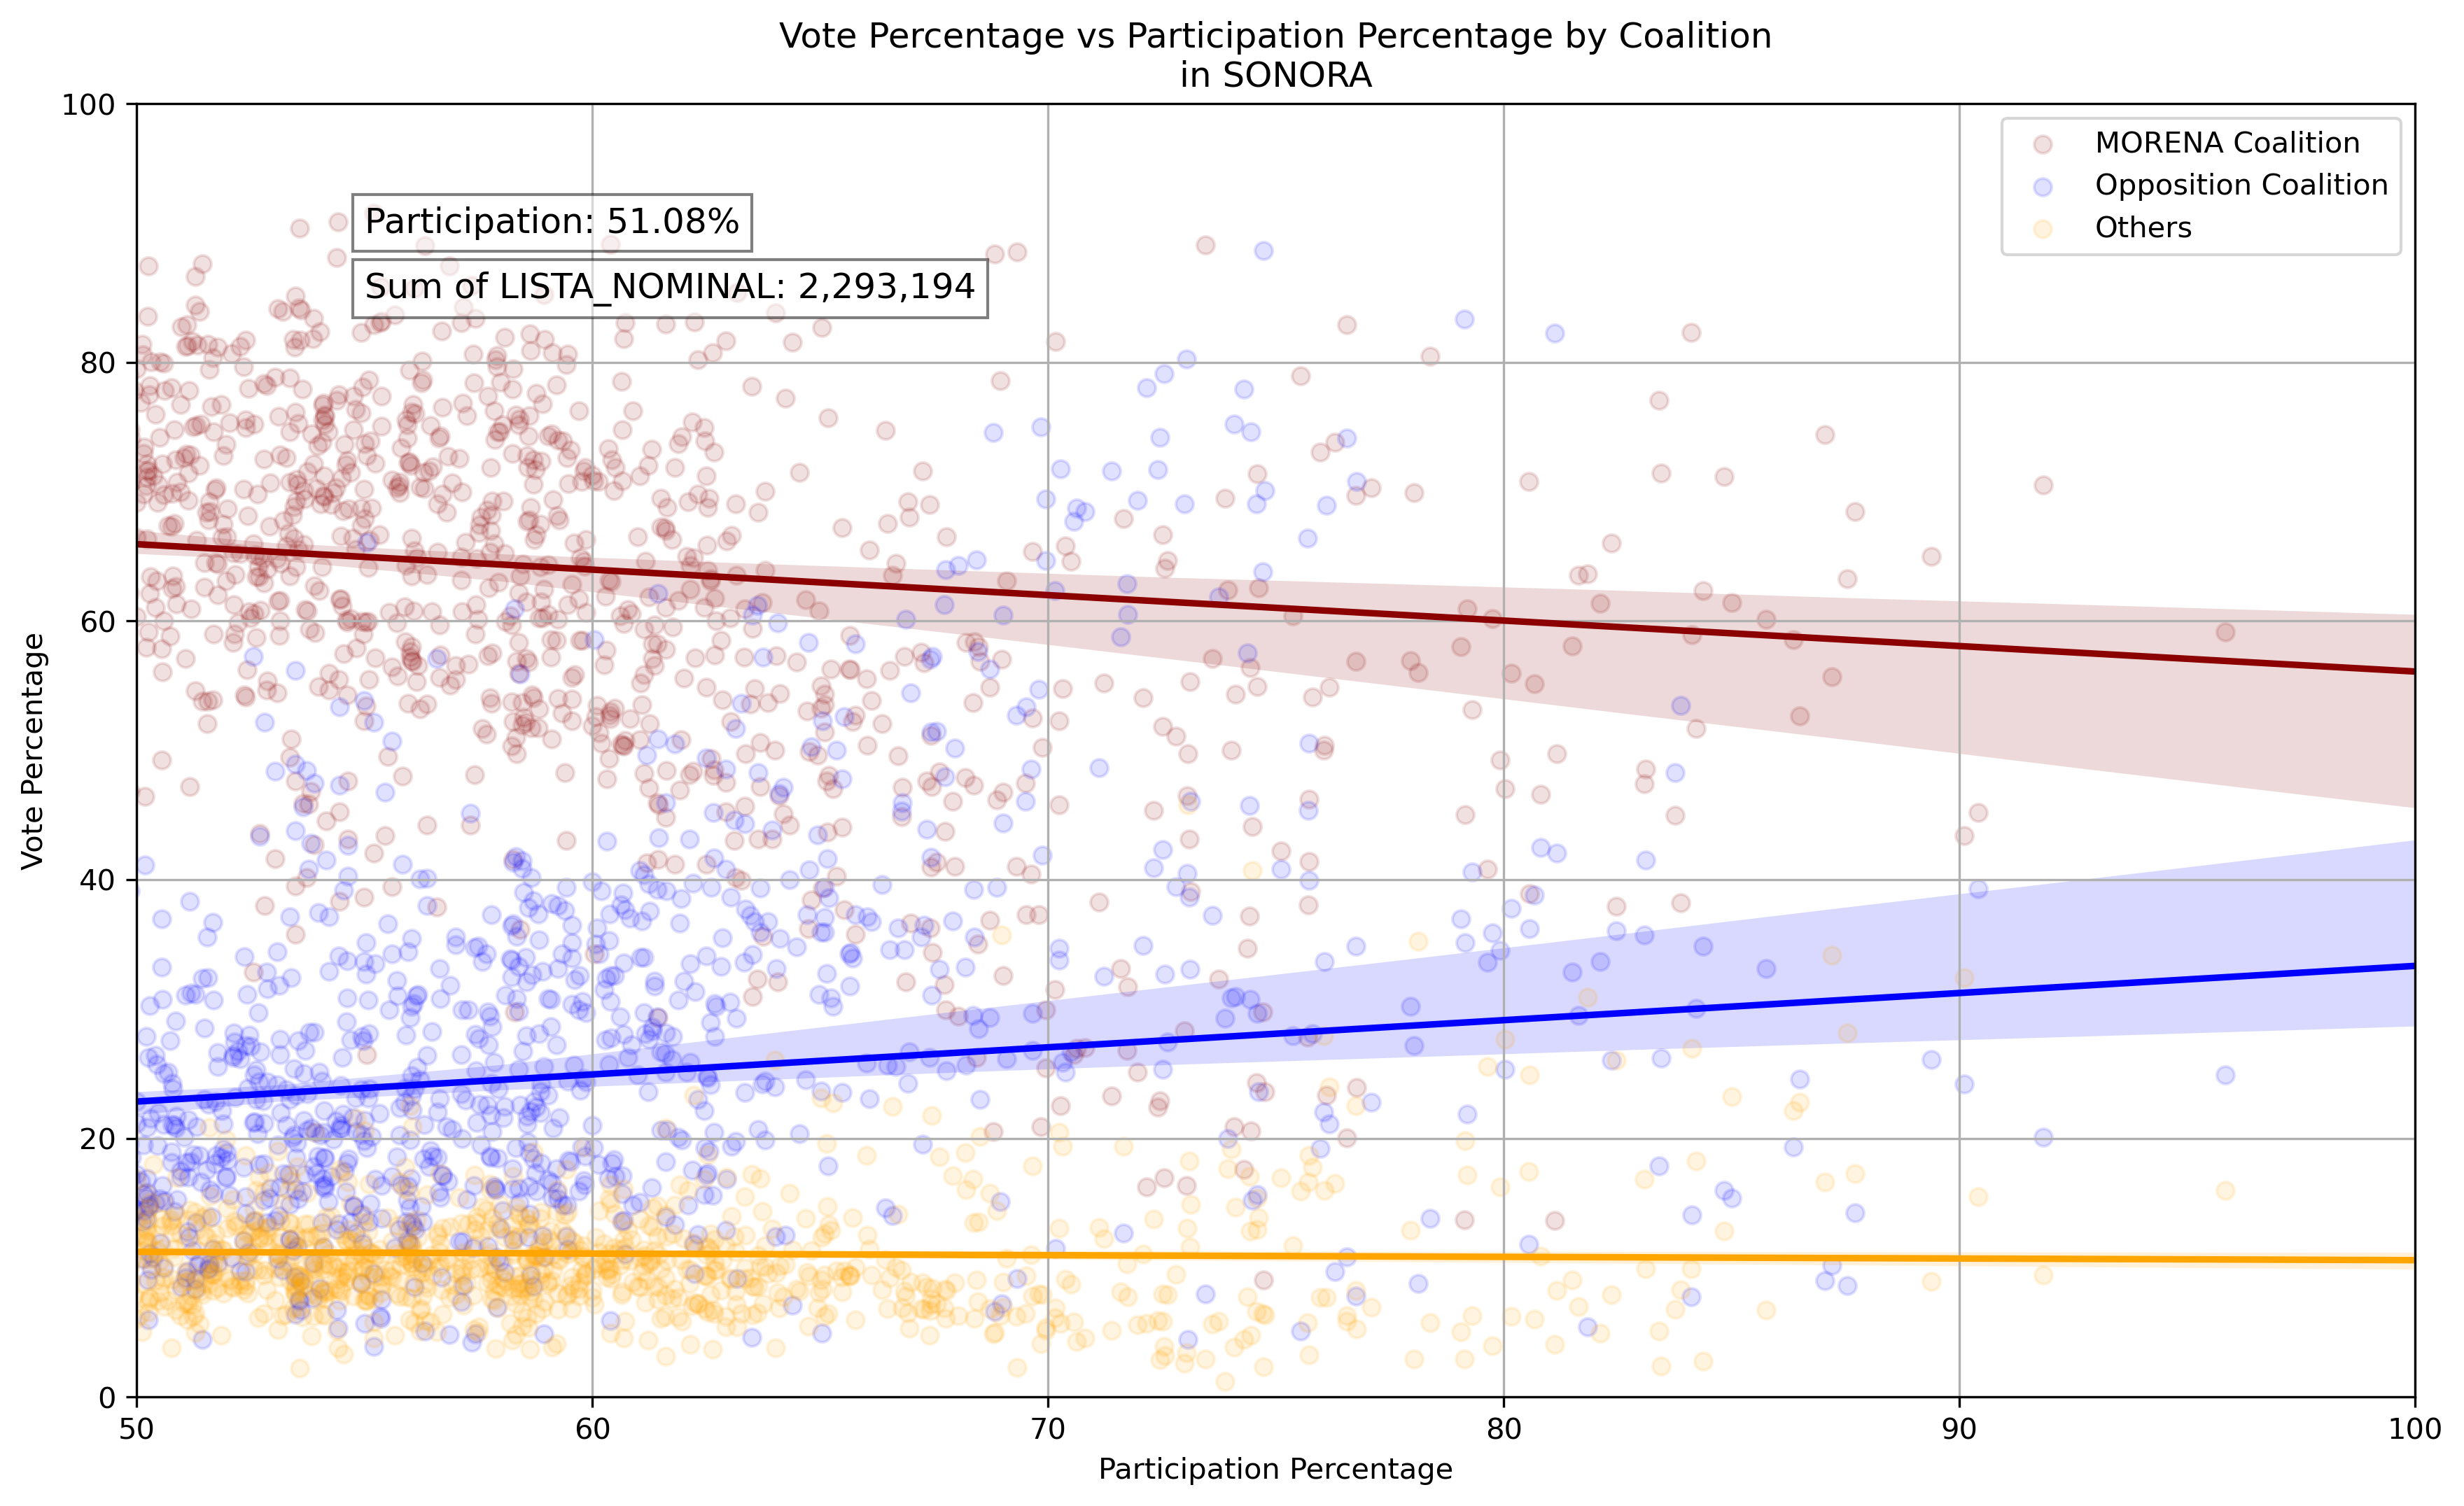 Vote Percentage vs Participation Percentage by Coalition
in SONORA
MORENA Coalition
Opposition Coalition
Others
Participation: 51.08%
Sum of LISTA_NOMINAL: 2,293,194
Vote Percentage
100
80
60
40
20
0
50
60
70
80
90
100
Participation Percentage